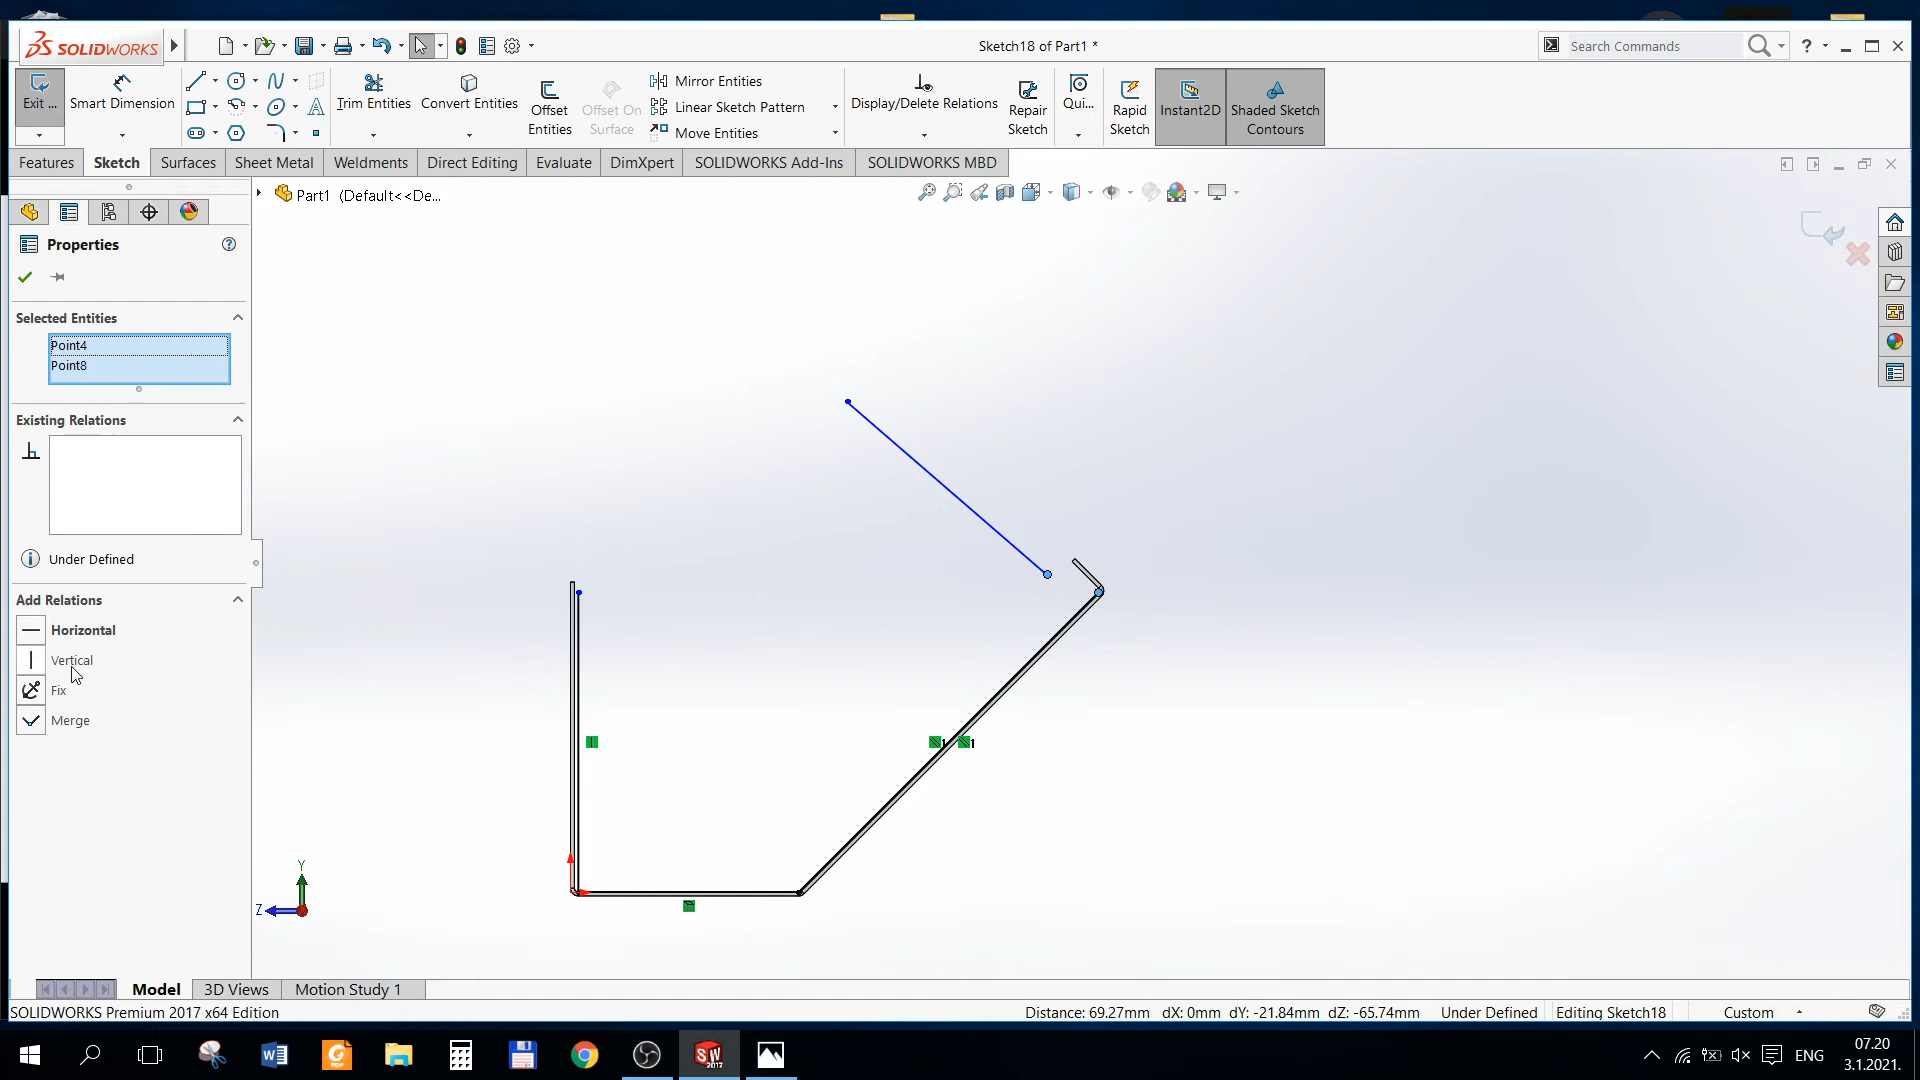 SOLIDWORKS
Sketch18 of Part1 *
Search Commands
?
Exit ...
Smart Dimension
Trim Entities
Convert Entities
Offset Entities
Offset On Surface
Mirror Entities
Linear Sketch Pattern
Move Entities
Display/Delete Relations
Repair Sketch
Qui...
Rapid Sketch
Instant2D
Shaded Sketch Contours
Features
Sketch
Surfaces
Sheet Metal
Weldments
Direct Editing
Evaluate
DimXpert
SOLIDWORKS Add-Ins
SOLIDWORKS MBD
Part1 (Default<<De...
Properties
Selected Entities
Point4
Point8
Existing Relations
Under Defined
Add Relations
Horizontal
Vertical
Fix
Merge
1
1
Y
Z
Model
3D Views
Motion Study 1
SOLIDWORKS Premium 2017 x64 Edition
Distance: 69.27mm dX: 0mm dY: -21.84mm dZ: -65.74mm
Under Defined
Editing Sketch18
Custom
ENG
07.20
3.1.2021.